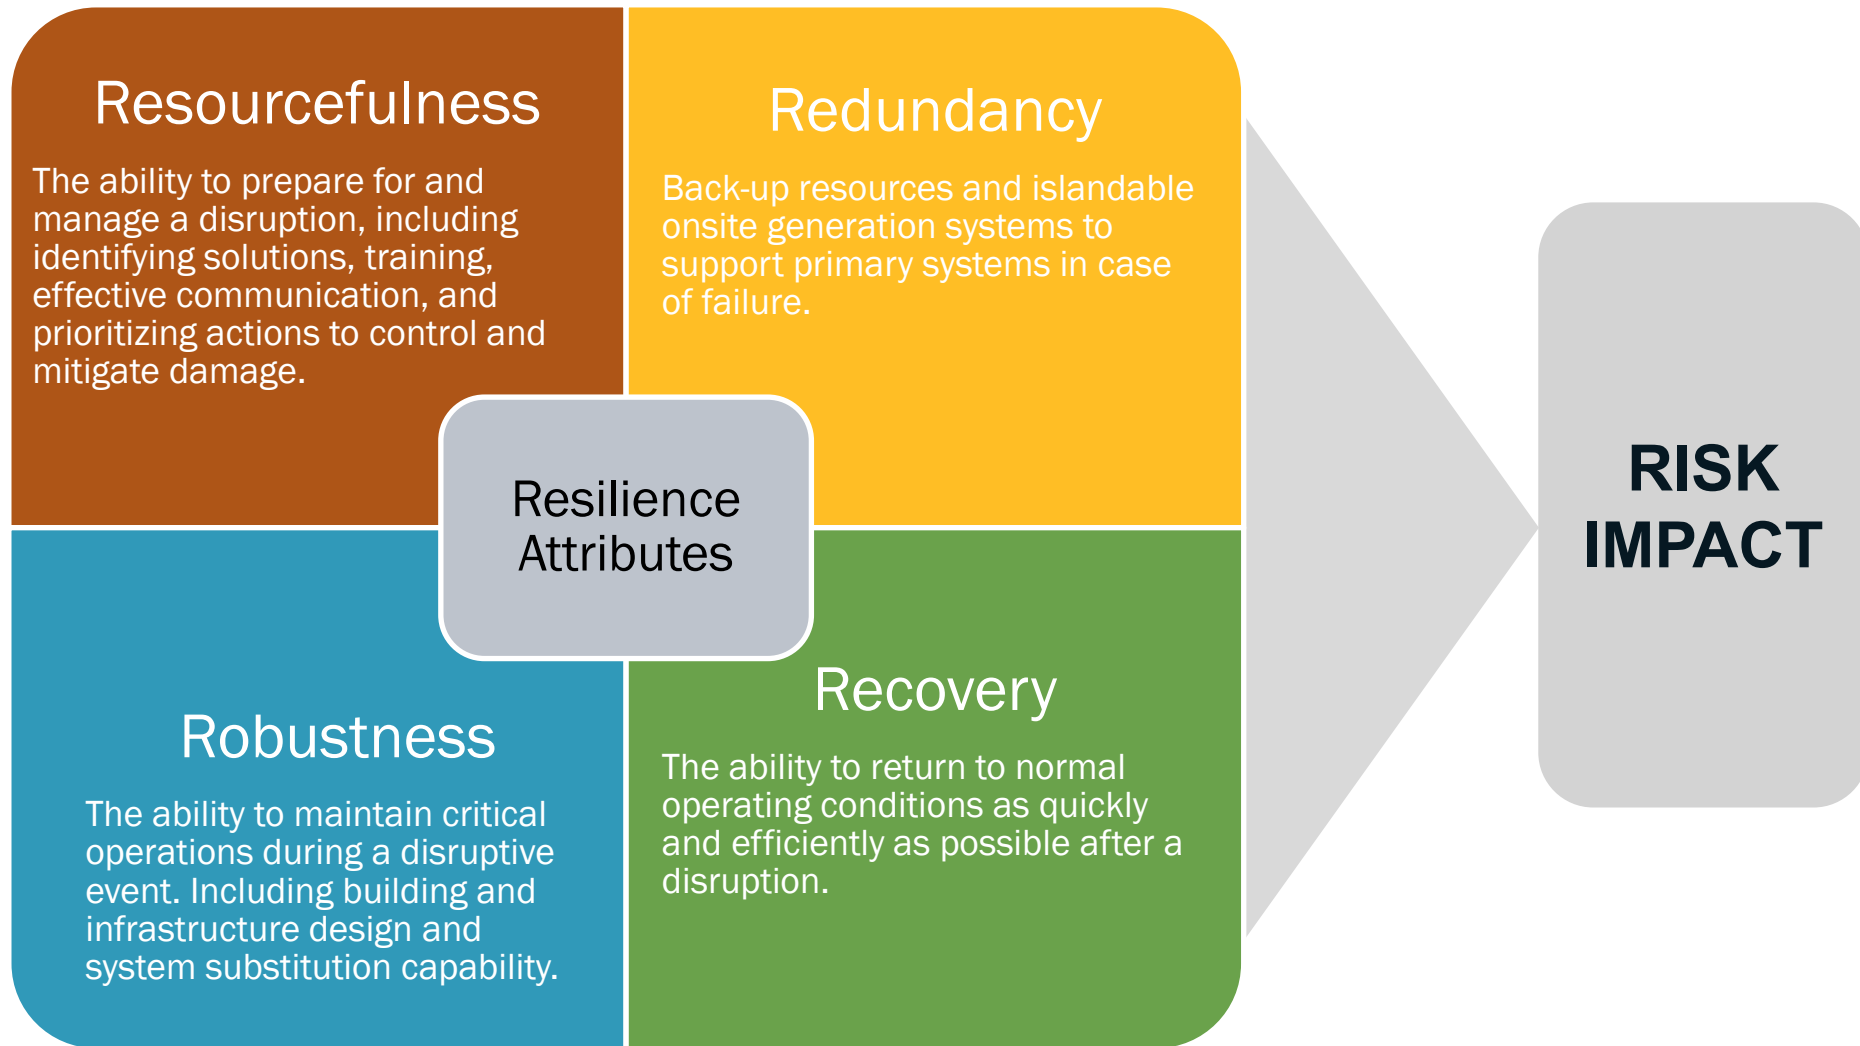 Resourcefulness
The ability to prepare for and
manage a disruption, including
identifying solutions, training,
effective communication, and
prioritizing actions to control and
mitigate damage.
Redundancy
Back-up resources and islandable
onsite generation systems to
support primary systems in case
of failure.
Resilience
Attributes
Robustness
The ability to maintain critical
operations during a disruptive
event. Including building and
infrastructure design and
system substitution capability.
Recovery
The ability to return to normal
operating conditions as quickly
and efficiently as possible after a
disruption.
RISK
IMPACT